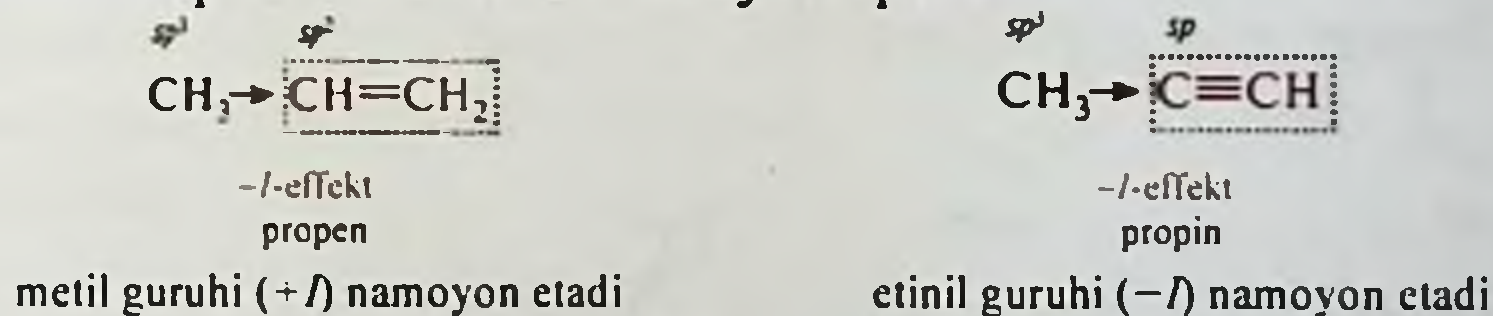 sp³ sp² sp³ sp
CH₃→CH=CH₂ CH₃→C≡CH
–I-effekt –I-effekt
propen propin
metil guruhi (+I) namoyon etadi etinil guruhi (–I) namoyon etadi